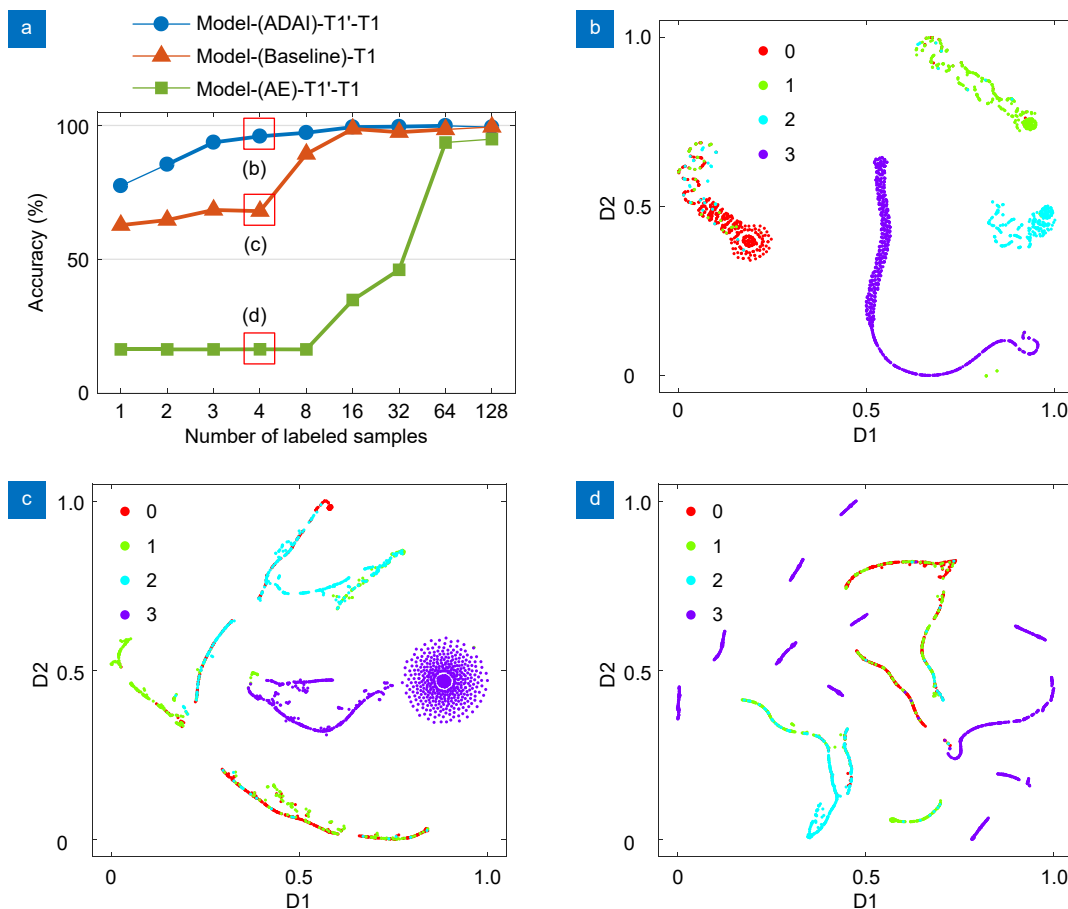 a
Model-(ADAI)-T1'-T1
Model-(Baseline)-T1
Model-(AE)-T1'-T1
100
50
0
Accuracy (%)
(b)
(c)
(d)
1 2 3 4 8 16 32 64 128
Number of labeled samples
b
0
1
2
3
1.0
0.5
0
D2
0 0.5 1.0
D1
c
0
1
2
3
1.0
0.5
0
D2
0 0.5 1.0
D1
d
0
1
2
3
1.0
0.5
0
D2
0 0.5 1.0
D1